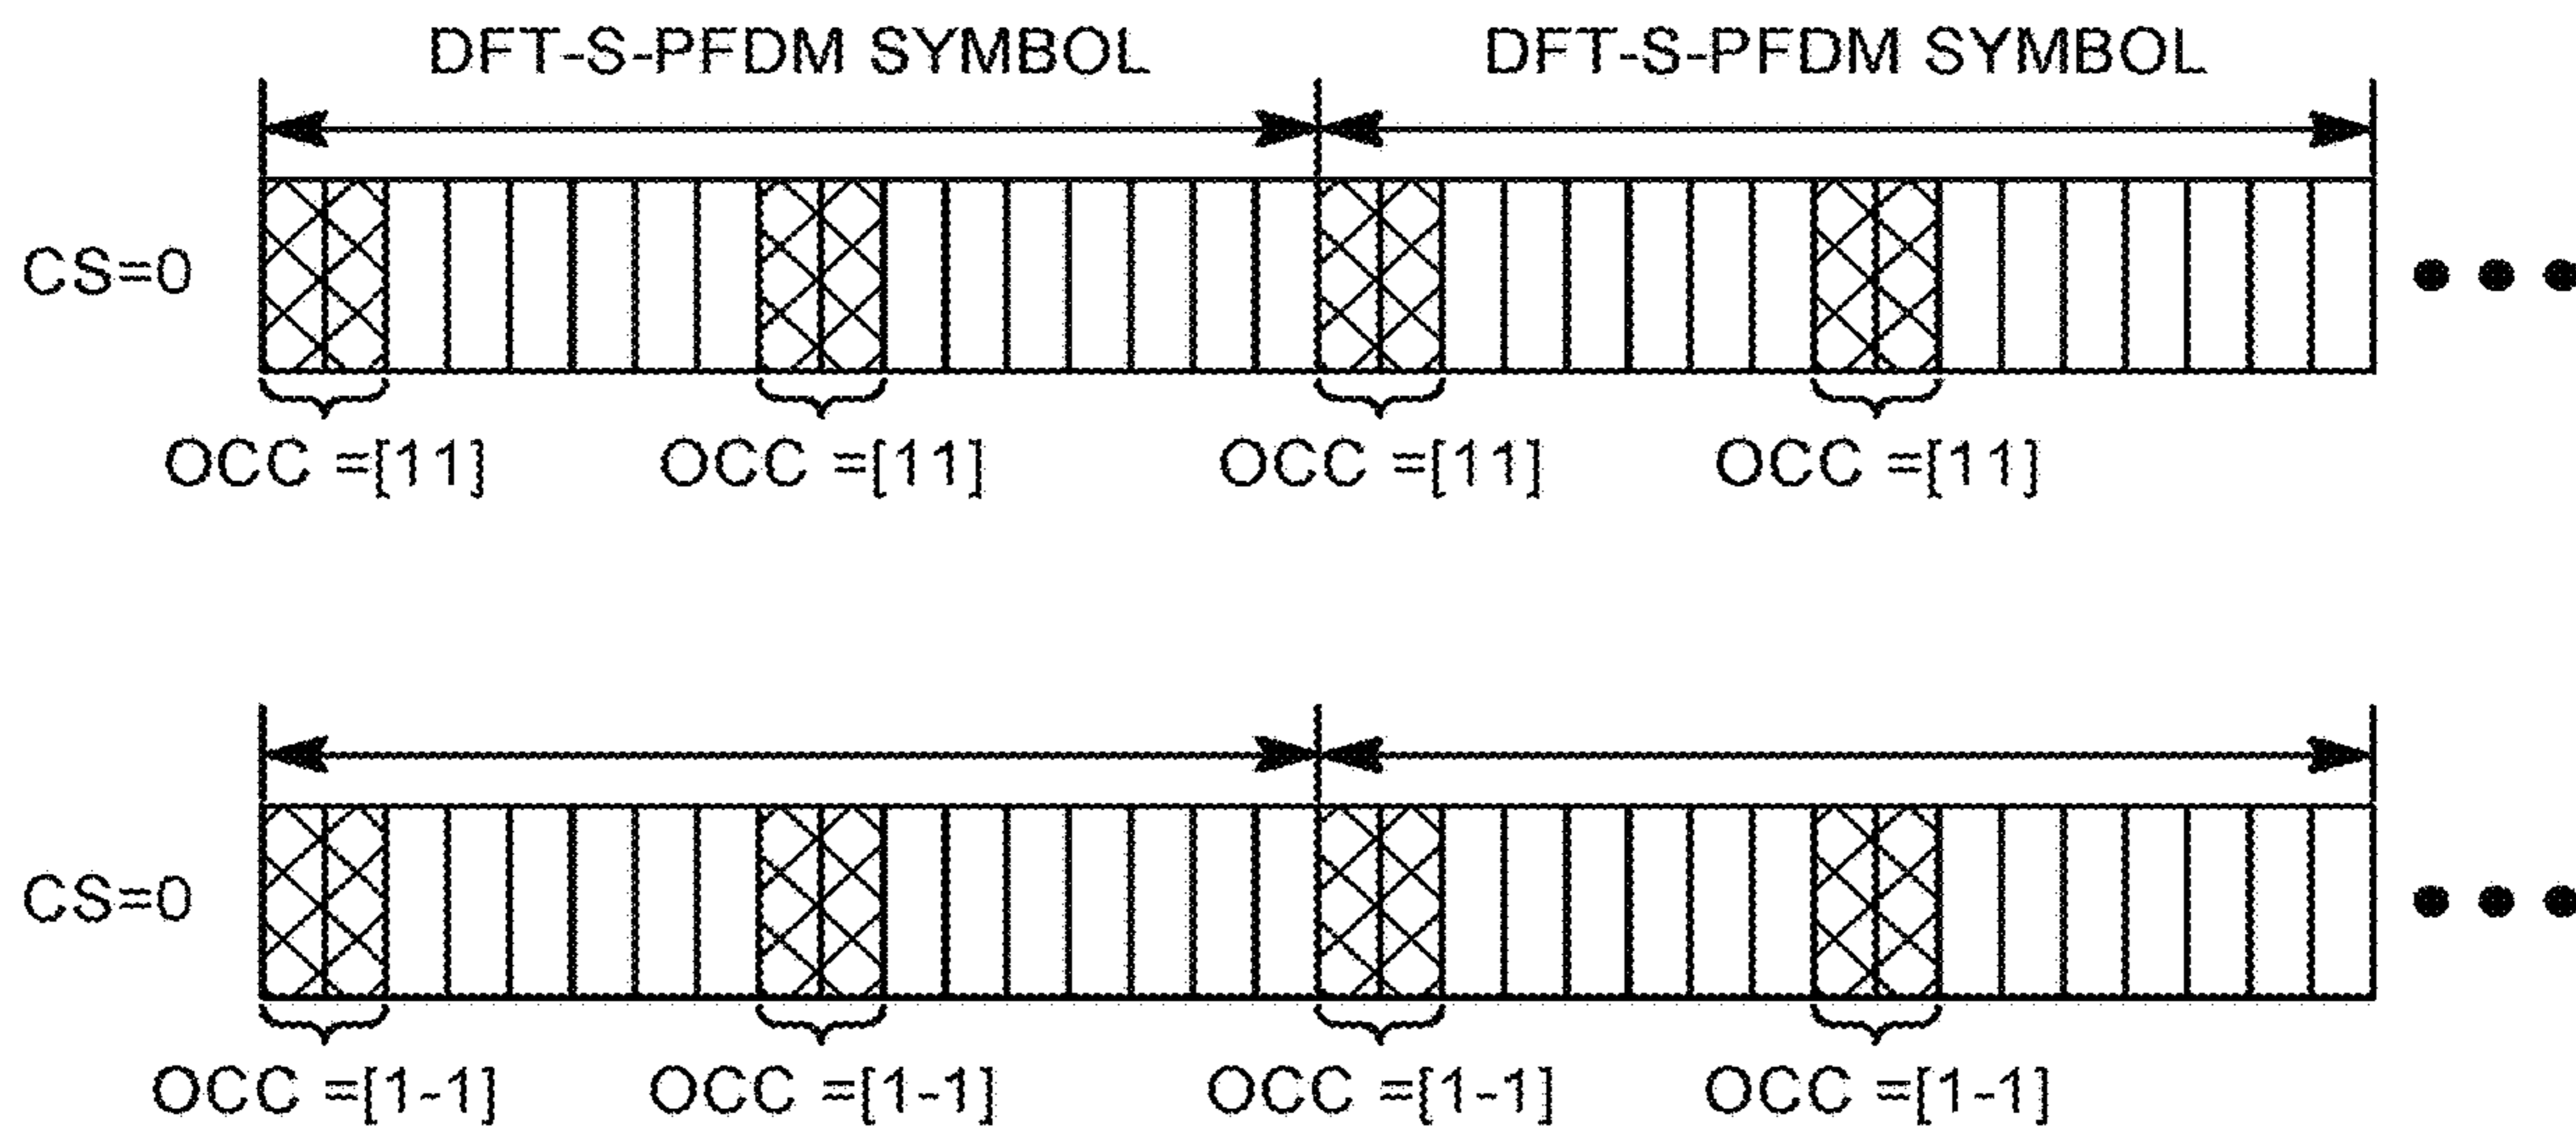 DFT-S-PFDM SYMBOL DFT-S-PFDM SYMBOL
CS=0
OCC =[11] OCC =[11] OCC =[11] OCC =[11]
CS=0
OCC =[1-1] OCC =[1-1] OCC =[1-1] OCC =[1-1]